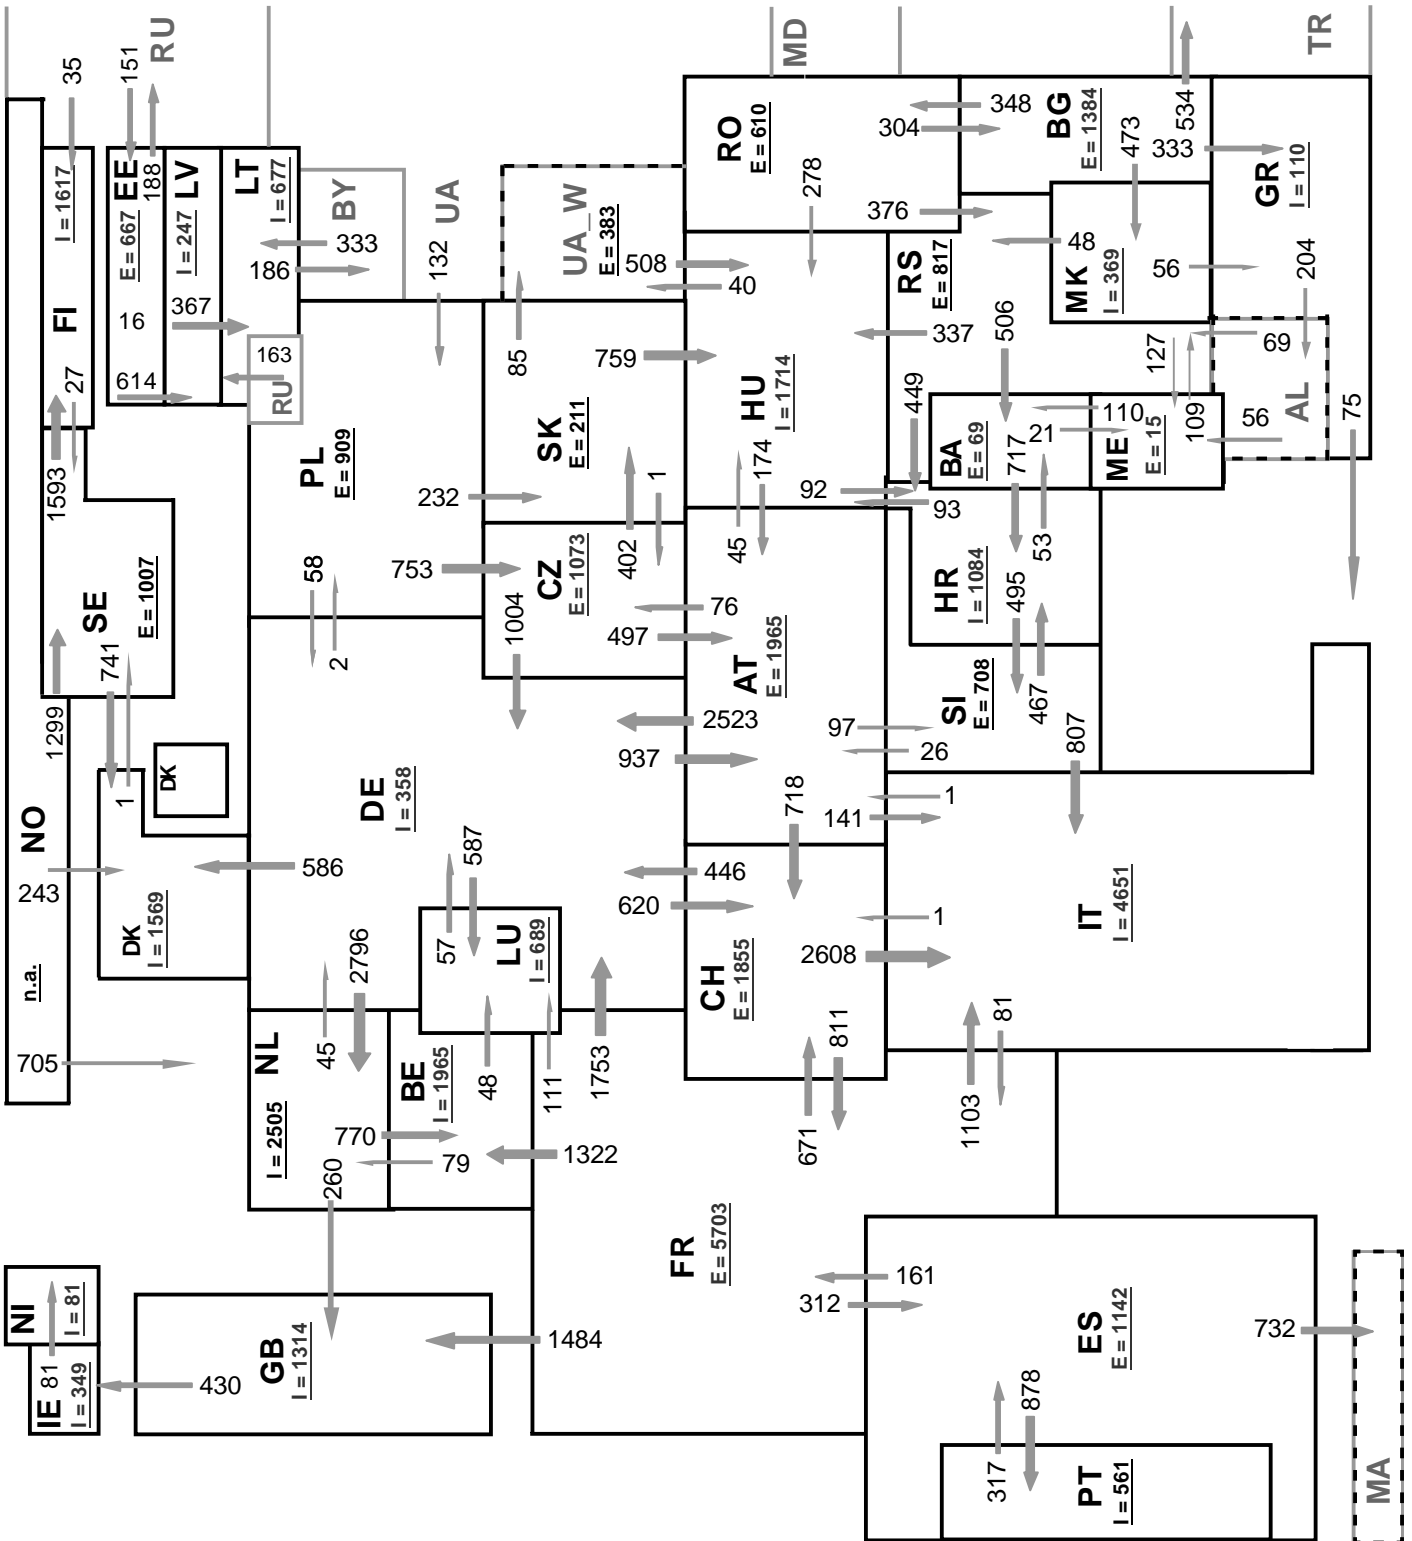 NO
n.a.
243
705
1299
FI
I = 1617
35
27
1593
SE
E = 1007
741
1
DK
DK
I = 1569
586
EE
E = 667
151
188
RU
16
614
LV
I = 247
367
LT
I = 677
333
186
BY
163
RU
UA
132
PL
E = 909
232
753
58
2
UA_W
E = 383
85
508
40
SK
E = 211
759
402
1
CZ
E = 1073
1004
76
497
DE
I = 358
2523
937
446
620
587
57
LU
I = 689
48
111
1753
2796
45
NL
I = 2505
770
79
260
BE
I = 1965
1322
NI
I = 81
IE
81
I = 349
430
GB
I = 1314
1484
FR
E = 5703
671
811
1103
81
161
312
CH
E = 1855
718
1
2608
AT
E = 1965
45
174
97
26
1
141
HU
I = 1714
337
92
93
RO
E = 610
MD
278
304
348
376
BG
E = 1384
473
333
534
TR
GR
I = 110
204
75
RS
E = 817
449
506
MK
I = 369
48
56
127
109
69
56
AL
BA
E = 69
717
110
21
53
ME
E = 15
HR
I = 1084
495
467
SI
E = 708
807
IT
I = 4651
ES
E = 1142
732
317
878
PT
I = 561
MA